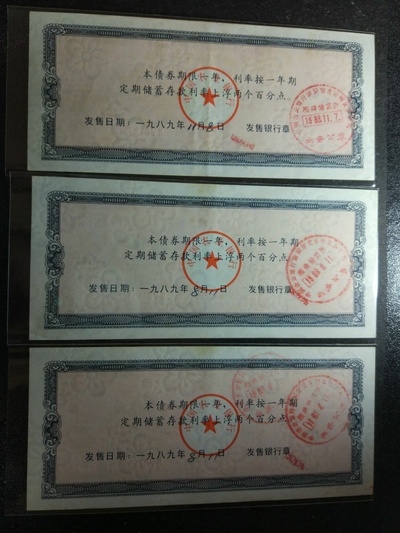 本债券期限一年，利率按一年期
定期储蓄存款利率上浮两个百分点。
发售日期：一九八九年11月8日 发售银行章
本债券期限一年，利率按一年期
定期储蓄存款利率上浮两个百分点。
发售日期：一九八九年8月11日 发售银行章
本债券期限一年，利率按一年期
定期储蓄存款利率上浮两个百分点。
发售日期：一九八九年8月11日 发售银行章